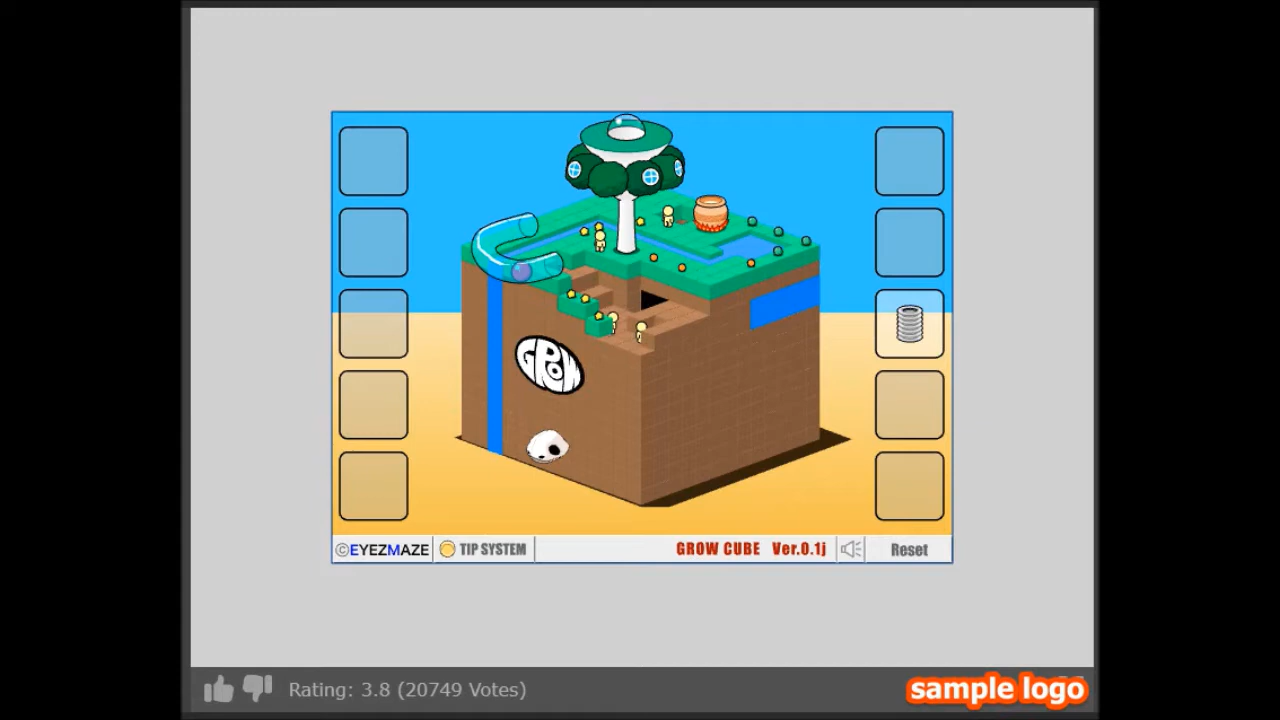 GROW
©EYEZMAZE
TIP SYSTEM
GROW CUBE Ver.0.1j
Reset
Rating: 3.8 (20749 Votes)
sample logo